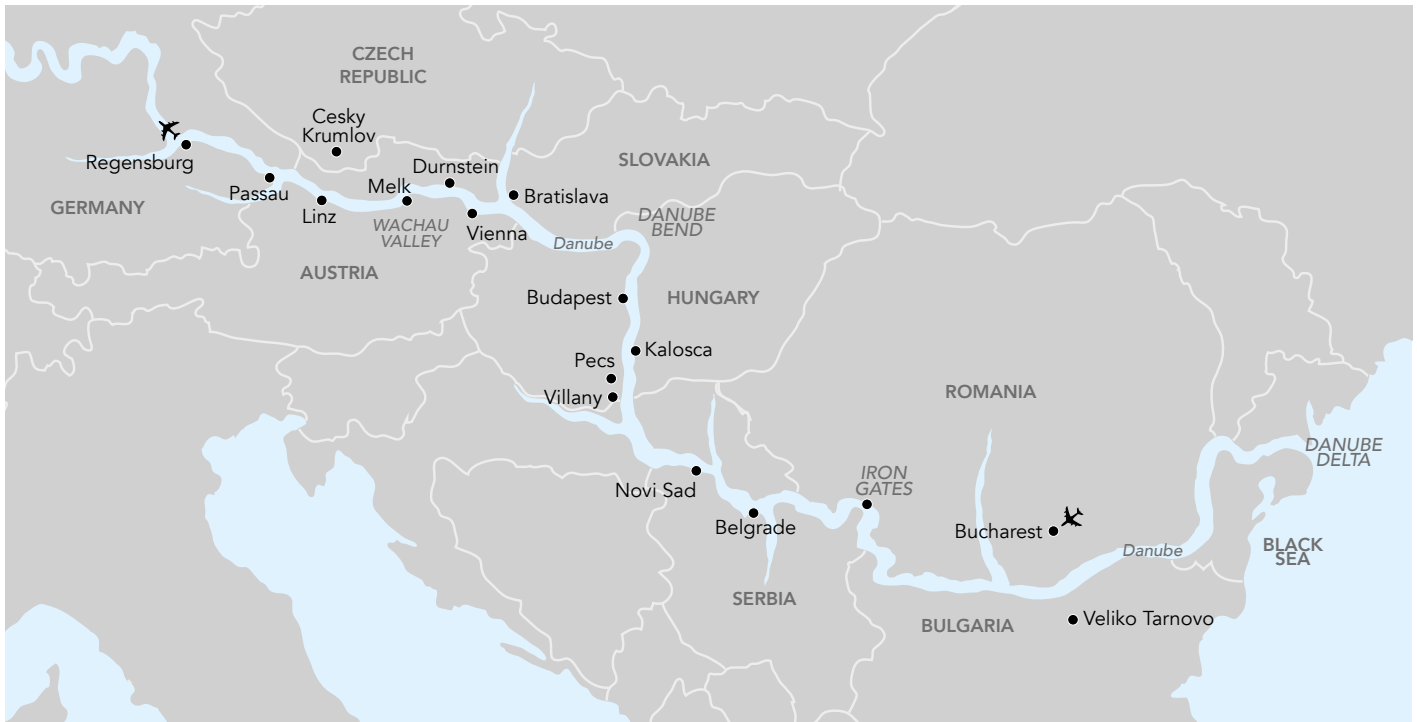 CZECH
REPUBLIC
Cesky
Krumlov
Regensburg
Passau
Linz
Melk
Durnstein
Bratislava
SLOVAKIA
GERMANY
WACHAU
VALLEY
Vienna
Danube
DANUBE
BEND
AUSTRIA
Budapest
HUNGARY
Kalosca
Pecs
Villany
ROMANIA
Novi Sad
Belgrade
IRON
GATES
Bucharest
Danube
DANUBE
DELTA
BLACK
SEA
SERBIA
BULGARIA
Veliko Tarnovo